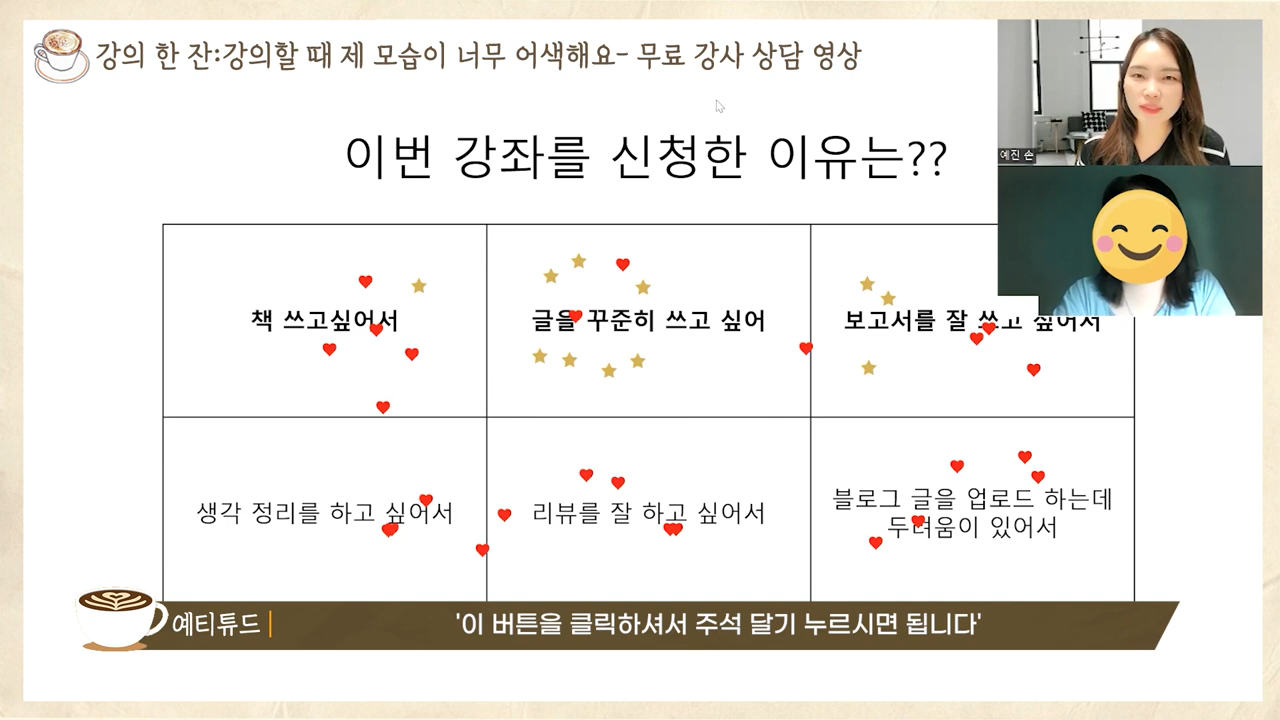 강의 한 잔:강의할 때 제 모습이 너무 어색해요- 무료 강사 상담 영상
예진 손
이번 강좌를 신청한 이유는??
책 쓰고싶어서
글을 꾸준히 쓰고 싶어
보고서를 잘 쓰고 싶어서
생각 정리를 하고 싶어서
리뷰를 잘 하고 싶어서
블로그 글을 업로드 하는데
두려움이 있어서
예티튜드
'이 버튼을 클릭하셔서 주석 달기 누르시면 됩니다'